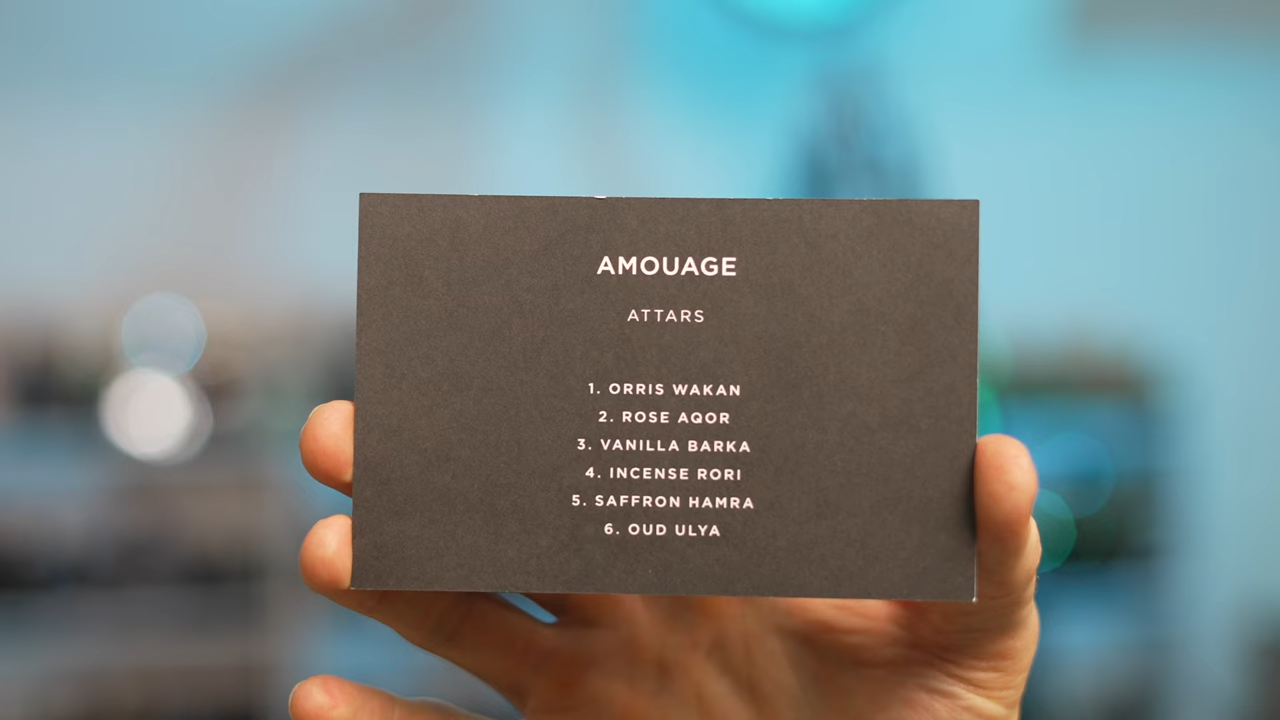 AMOUAGE
ATTARS
1. ORRIS WAKAN
2. ROSE AQOR
3. VANILLA BARKA
4. INCENSE RORI
5. SAFFRON HAMRA
6. OUD ULYA